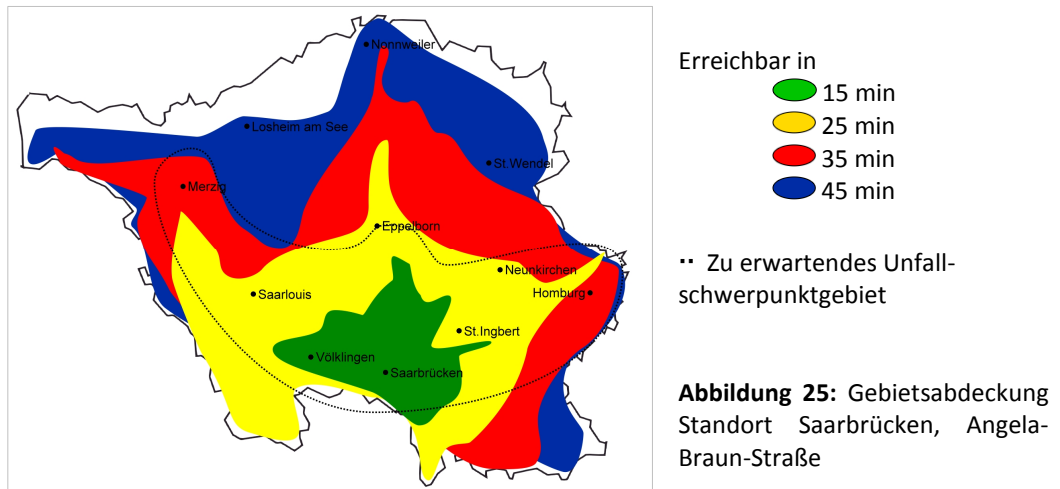 Nonnweiler
Losheim am See
St.Wendel
Merzig
Eppelborn
Neunkirchen
Saarlouis
Homburg
St.Ingbert
Völklingen
Saarbrücken
Erreichbar in
15 min
25 min
35 min
45 min
·· Zu erwartendes Unfall-
schwerpunktgebiet
Abbildung 25: Gebietsabdeckung
Standort Saarbrücken, Angela-
Braun-Straße